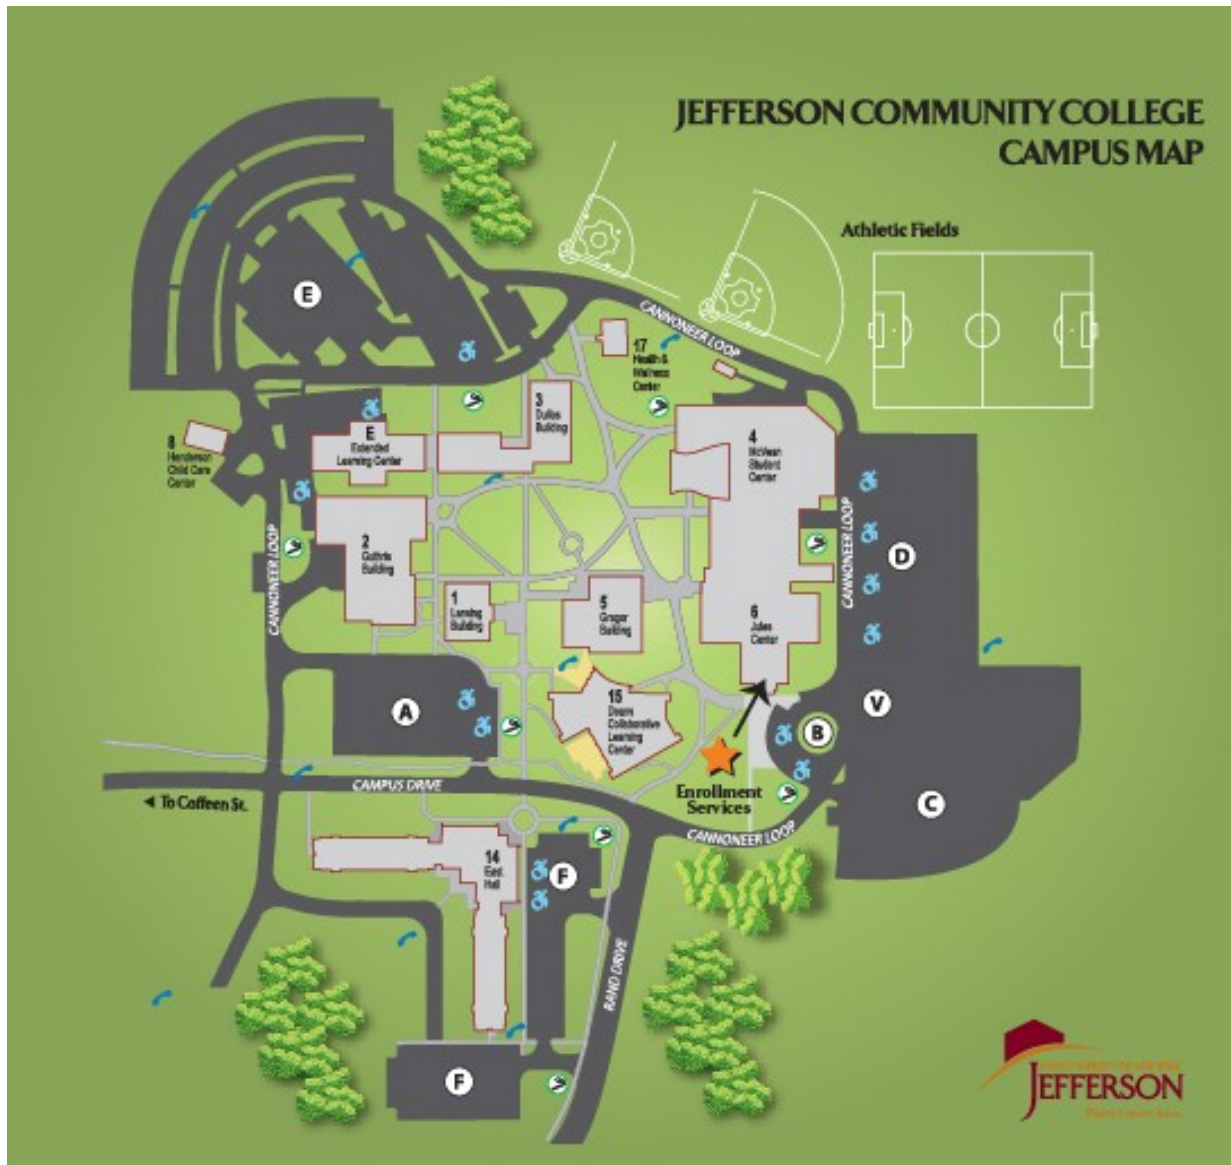 JEFFERSON COMMUNITY COLLEGE
CAMPUS MAP
Athletic Fields
CANNONEER LOOP
E
17
Health &
Wellness
Center
3
Dulles
Building
E
Extended
Learning Center
8
Henderson
Child Care
Center
4
McVean
Student
Center
CANNONEER LOOP
CANNONEER LOOP
D
2
Guthrie
Building
1
Lansing
Building
5
Gregor
Building
6
Jules
Center
A
15
Deans
Collaborative
Learning
Center
V
B
C
Enrollment
Services
CAMPUS DRIVE
To Coffeen St.
CANNONEER LOOP
14
East
Hall
F
RAND DRIVE
F
JEFFERSON